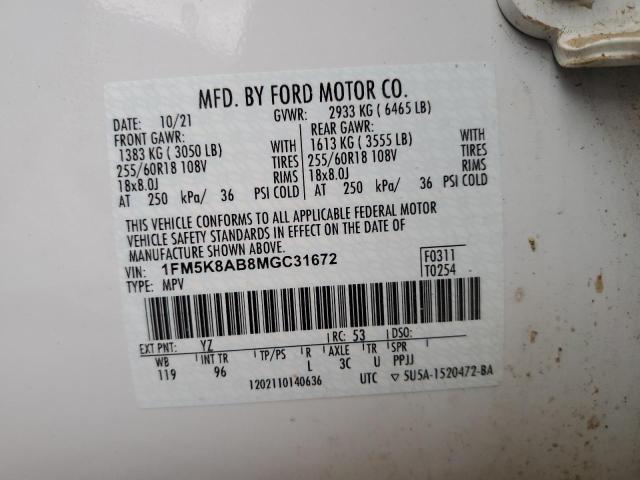 MFD. BY FORD MOTOR CO.
DATE: 10/21 GVWR: 2933 KG (6465 LB)
FRONT GAWR: REAR GAWR:
1383 KG (3050 LB) WITH 1613 KG (3555 LB) WITH
255/60R18 108V TIRES 255/60R18 108V TIRES
18x8.0J RIMS 18x8.0J RIMS
AT 250 kPa/ 36 PSI COLD AT 250 kPa/ 36 PSI COLD
THIS VEHICLE CONFORMS TO ALL APPLICABLE FEDERAL MOTOR
VEHICLE SAFETY STANDARDS IN EFFECT ON THE DATE OF
MANUFACTURE SHOWN ABOVE.
VIN: 1FM5K8AB8MGC31672 F0311
TYPE: MPV T0254
EXT PNT: YZ RC: 53 DSO:
WB INT TR TP/PS R AXLE TR SPR
119 96 L 3C U PPJJ
1202110140636 UTC ▽ 5U5A-1520472-BA